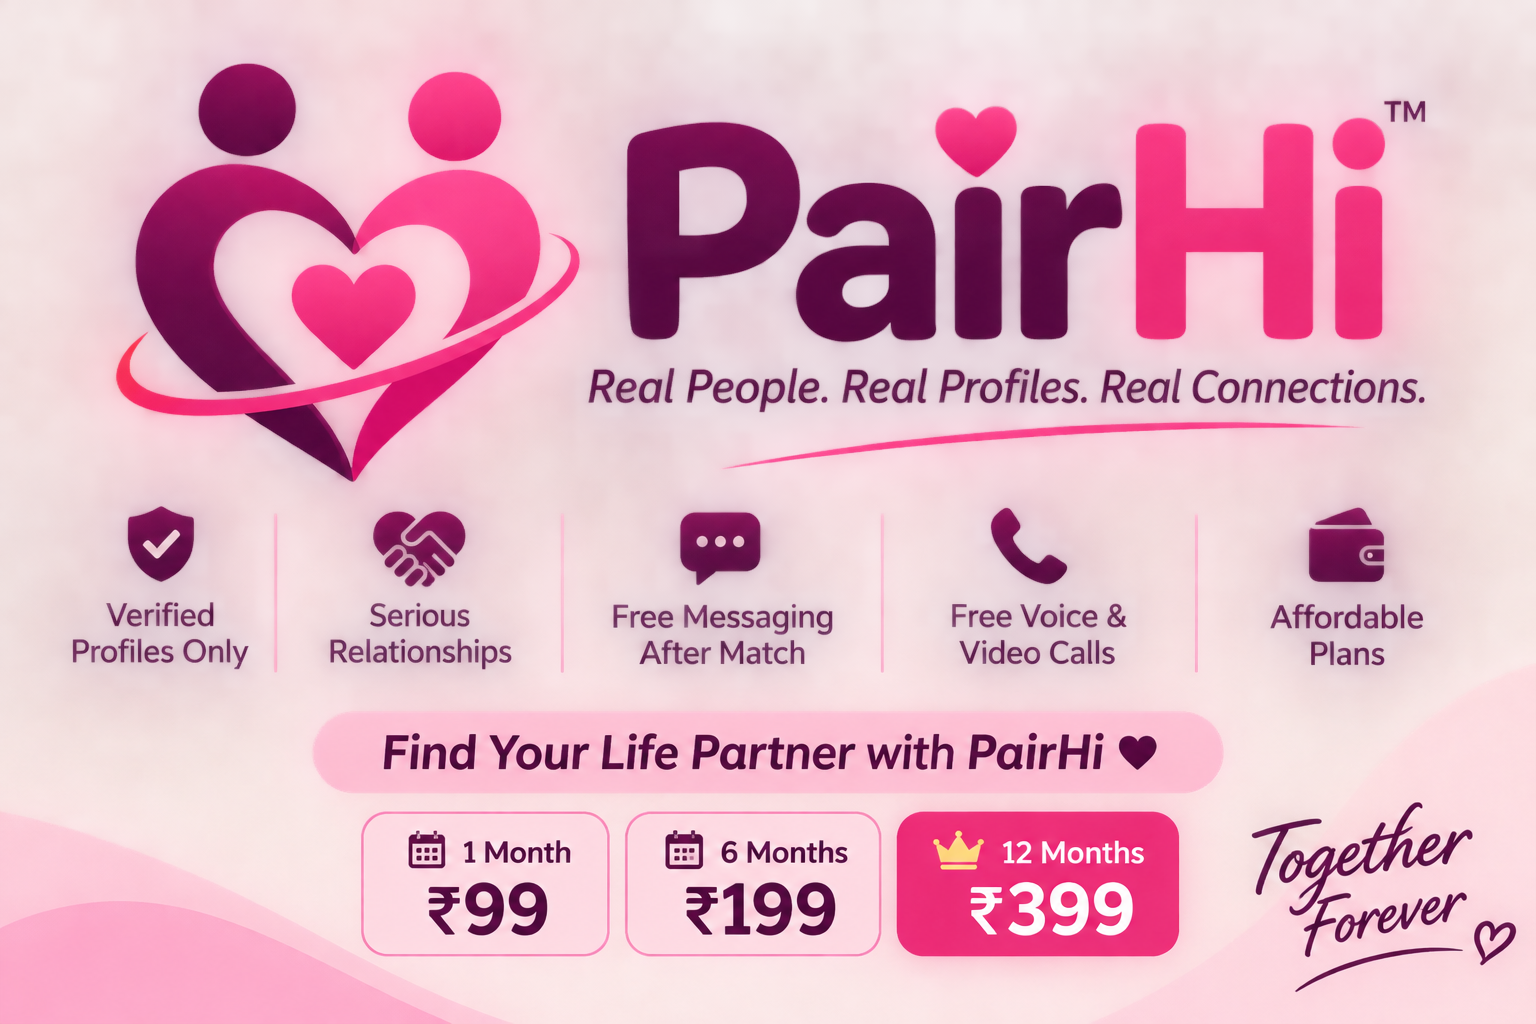 PairHi™
Real People. Real Profiles. Real Connections.
Verified
Profiles Only
Serious
Relationships
Free Messaging
After Match
Free Voice &
Video Calls
Affordable
Plans
Find Your Life Partner with PairHi
1 Month
₹99
6 Months
₹199
12 Months
₹399
Together
Forever